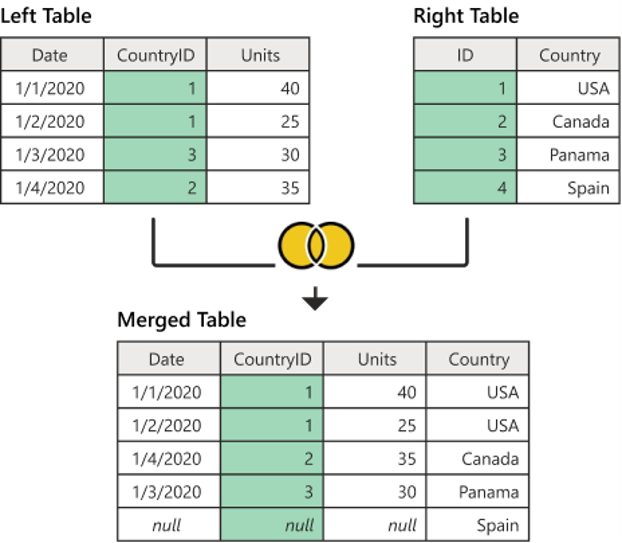 Left Table
Date CountryID Units
1/1/2020 1 40
1/2/2020 1 25
1/3/2020 3 30
1/4/2020 2 35
Right Table
ID Country
1 USA
2 Canada
3 Panama
4 Spain
Merged Table
Date CountryID Units Country
1/1/2020 1 40 USA
1/2/2020 1 25 USA
1/4/2020 2 35 Canada
1/3/2020 3 30 Panama
null null null Spain